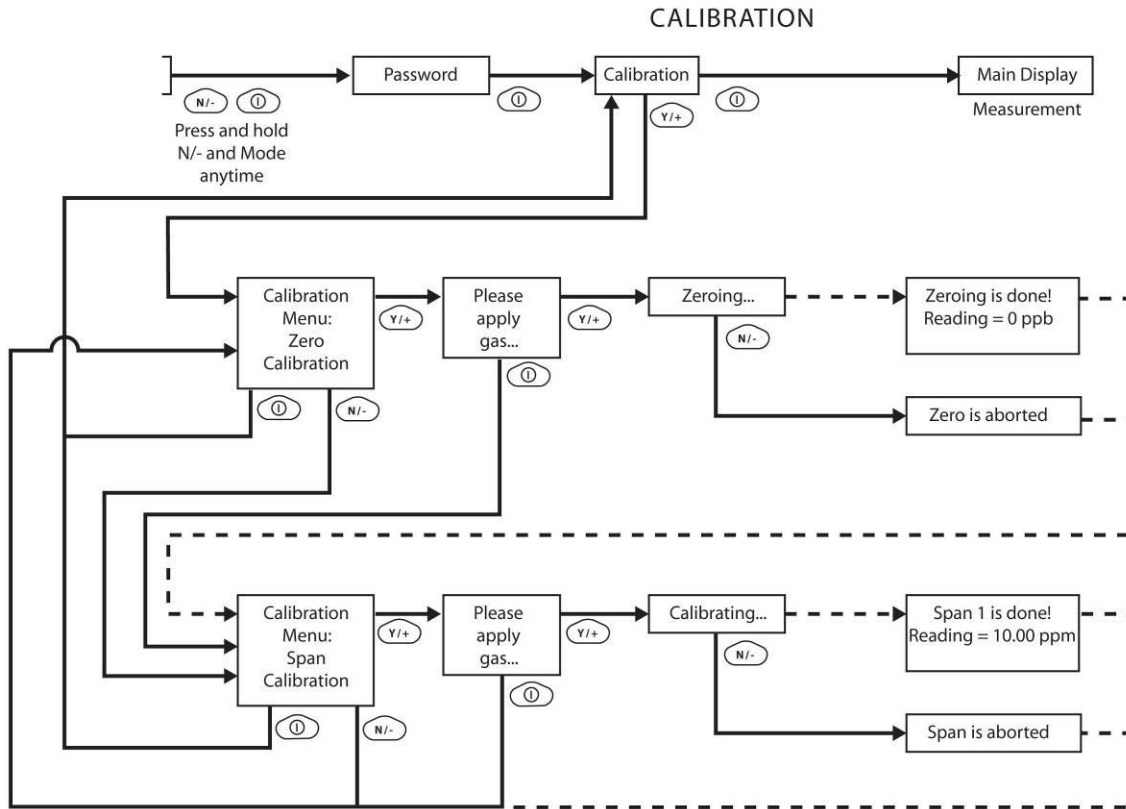 CALIBRATION
Password
Calibration
Main Display
Measurement
N/-
Y/+
Press and hold
N/- and Mode
anytime
Calibration
Menu:
Zero
Calibration
Y/+
Please
apply
gas...
Y/+
Zeroing...
Zeroing is done!
Reading = 0 ppb
N/-
N/-
Zero is aborted
Calibration
Menu:
Span
Calibration
Y/+
Please
apply
gas...
Y/+
Calibrating...
Span 1 is done!
Reading = 10.00 ppm
N/-
N/-
Span is aborted